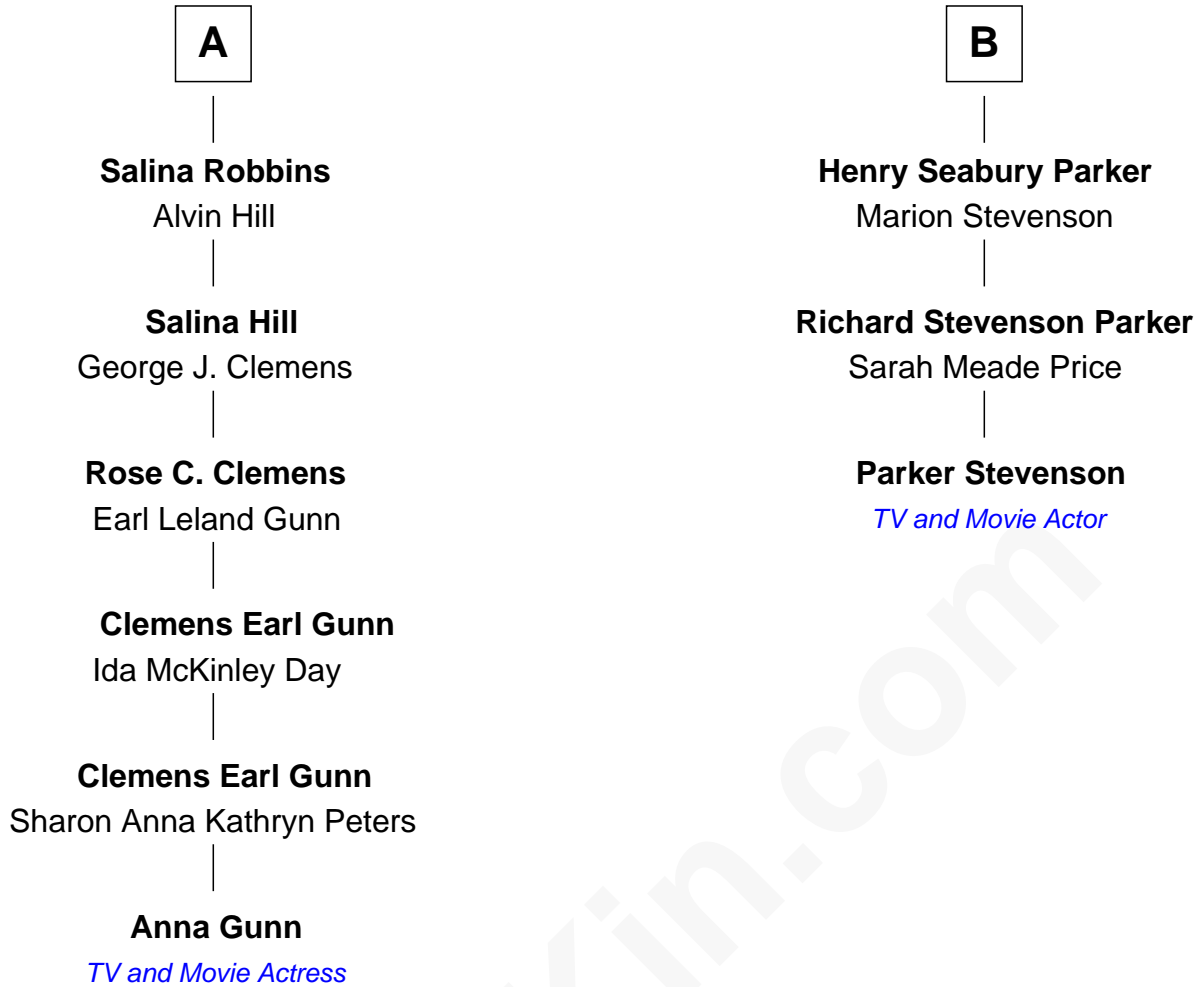 A
Salina Robbins
Alvin Hill
Salina Hill
George J. Clemens
Rose C. Clemens
Earl Leland Gunn
Clemens Earl Gunn
Ida McKinley Day
Clemens Earl Gunn
Sharon Anna Kathryn Peters
Anna Gunn
TV and Movie Actress
B
Henry Seabury Parker
Marion Stevenson
Richard Stevenson Parker
Sarah Meade Price
Parker Stevenson
TV and Movie Actor
Kin.com